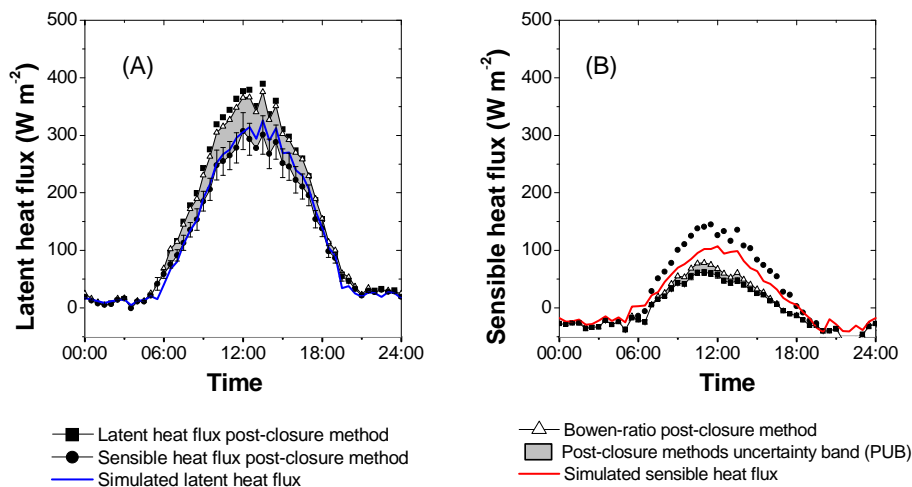 500
400
300
200
100
0
Latent heat flux (W m-2)
(A)
00:00 06:00 12:00 18:00 24:00
Time
500
400
300
200
100
0
Sensible heat flux (W m-2)
(B)
00:00 06:00 12:00 18:00 24:00
Time
Latent heat flux post-closure method
Sensible heat flux post-closure method
Simulated latent heat flux
Bowen-ratio post-closure method
Post-closure methods uncertainty band (PUB)
Simulated sensible heat flux